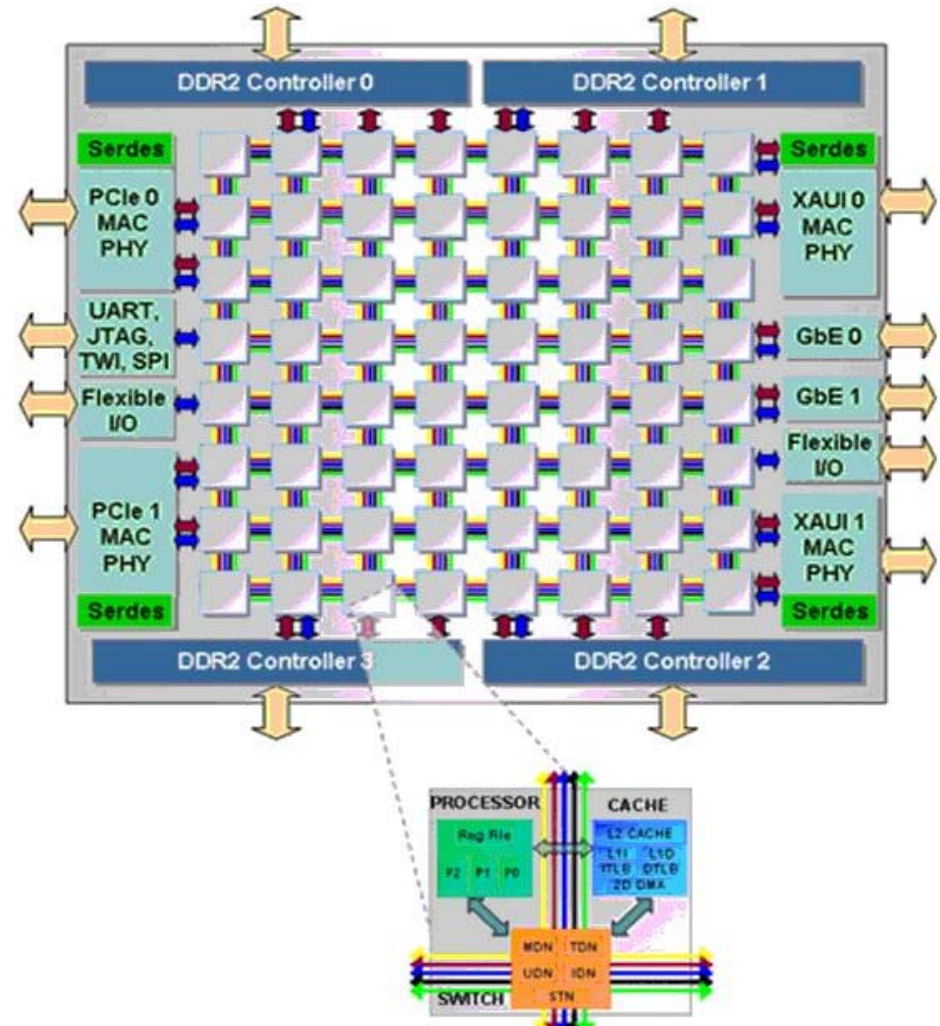 DDR2 Controller 0
DDR2 Controller 1
Serdes
PCIe 0
MAC
PHY
UART,
JTAG,
TWI, SPI
Flexible
I/O
PCIe 1
MAC
PHY
Serdes
Serdes
XAUI 0
MAC
PHY
GbE 0
GbE 1
Flexible
I/O
XAUI 1
MAC
PHY
Serdes
DDR2 Controller 3
DDR2 Controller 2
PROCESSOR
Reg File
P2 P1 P0
CACHE
L2 CACHE
L1I L1D
ITLB DTLB
2D DMA
MDN TDN
UDN IDN
STN
SWITCH